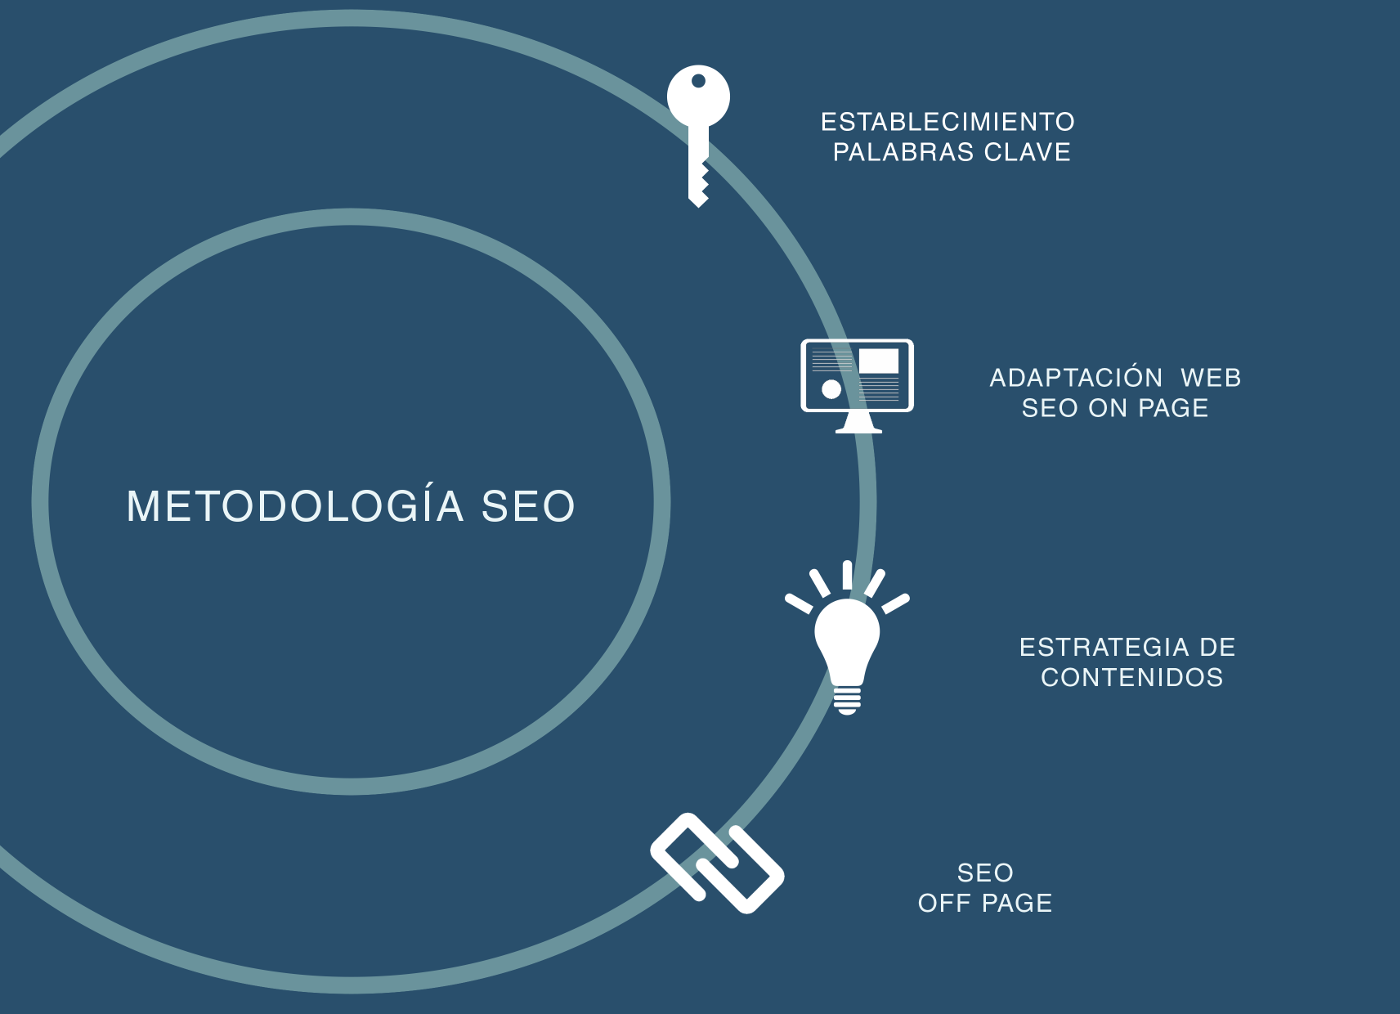 ESTABLECIMIENTO
PALABRAS CLAVE
ADAPTACIÓN WEB
SEO ON PAGE
METODOLOGÍA SEO
ESTRATEGIA DE
CONTENIDOS
SEO
OFF PAGE